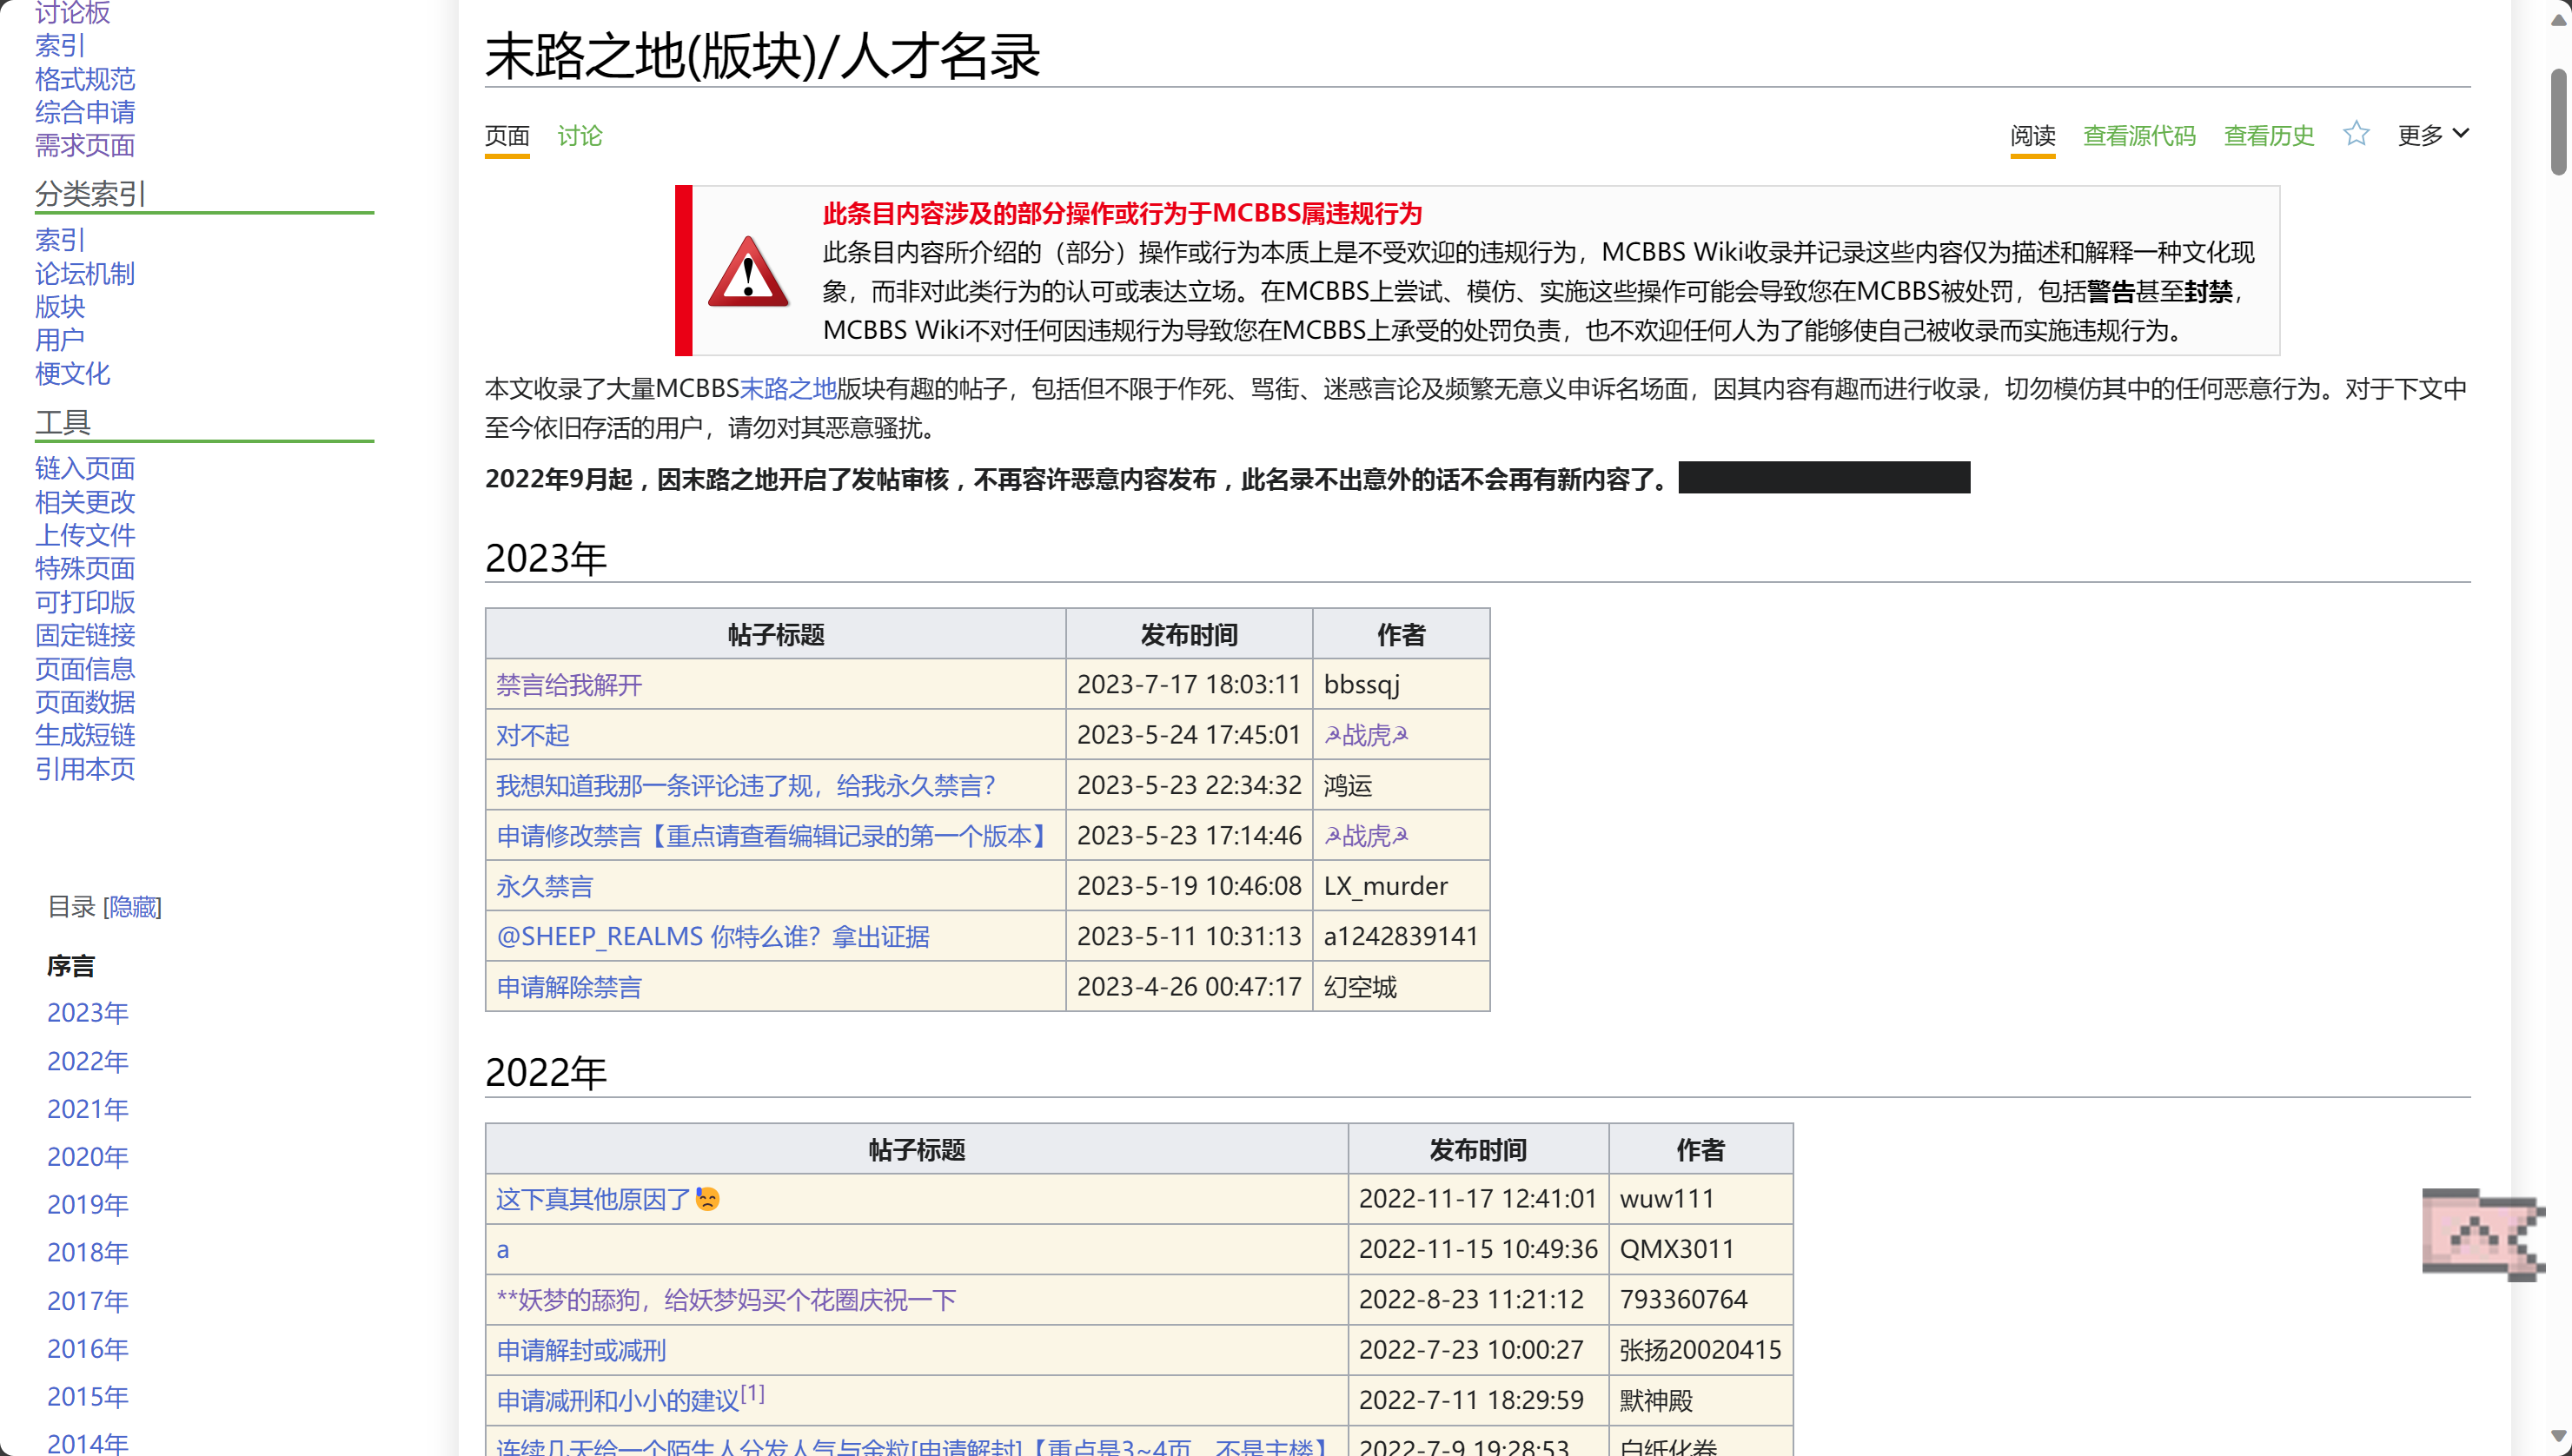 讨论板
索引
格式规范
综合申请
需求页面
分类索引
索引
论坛机制
版块
用户
梗文化
工具
链入页面
相关更改
上传文件
特殊页面
可打印版
固定链接
页面信息
页面数据
生成短链
引用本页
目录 [隐藏]
序言
2023年
2022年
2021年
2020年
2019年
2018年
2017年
2016年
2015年
2014年
末路之地(版块)/人才名录
页面 讨论 阅读 查看源代码 查看历史 更多
此条目内容涉及的部分操作或行为于MCBBS属违规行为
此条目内容所介绍的（部分）操作或行为本质上是不受欢迎的违规行为，MCBBS Wiki收录并记录这些内容仅为描述和解释一种文化现
象，而非对此类行为的认可或表达立场。在MCBBS上尝试、模仿、实施这些操作可能会导致您在MCBBS被处罚，包括警告甚至封禁，
MCBBS Wiki不对任何因违规行为导致您在MCBBS上承受的处罚负责，也不欢迎任何人为了能够使自己被收录而实施违规行为。
本文收录了大量MCBBS末路之地版块有趣的帖子，包括但不限于作死、骂街、迷惑言论及频繁无意义申诉名场面，因其内容有趣而进行收录，切勿模仿其中的任何恶意行为。对于下文中
至今依旧存活的用户，请勿对其恶意骚扰。
2022年9月起，因末路之地开启了发帖审核，不再容许恶意内容发布，此名录不出意外的话不会再有新内容了。
2023年
帖子标题 发布时间 作者
禁言给我解开 2023-7-17 18:03:11 bbssqj
对不起 2023-5-24 17:45:01 ☭战虎☭
我想知道我那一条评论违了规，给我永久禁言？ 2023-5-23 22:34:32 鸿运
申请修改禁言【重点请查看编辑记录的第一个版本】 2023-5-23 17:14:46 ☭战虎☭
永久禁言 2023-5-19 10:46:08 LX_murder
@SHEEP_REALMS 你特么谁？拿出证据 2023-5-11 10:31:13 a1242839141
申请解除禁言 2023-4-26 00:47:17 幻空城
2022年
帖子标题 发布时间 作者
这下真其他原因了😓 2022-11-17 12:41:01 wuw111
a 2022-11-15 10:49:36 QMX3011
**妖梦的舔狗，给妖梦妈买个花圈庆祝一下 2022-8-23 11:21:12 793360764
申请解封或减刑 2022-7-23 10:00:27 张扬20020415
申请减刑和小小的建议[1] 2022-7-11 18:29:59 默神殿
连续几天给一个陌生人分发人气与金粒[申请解封]【重点是3~4页，不是主楼】 2022-7-9 19:28:53 白纸化卷